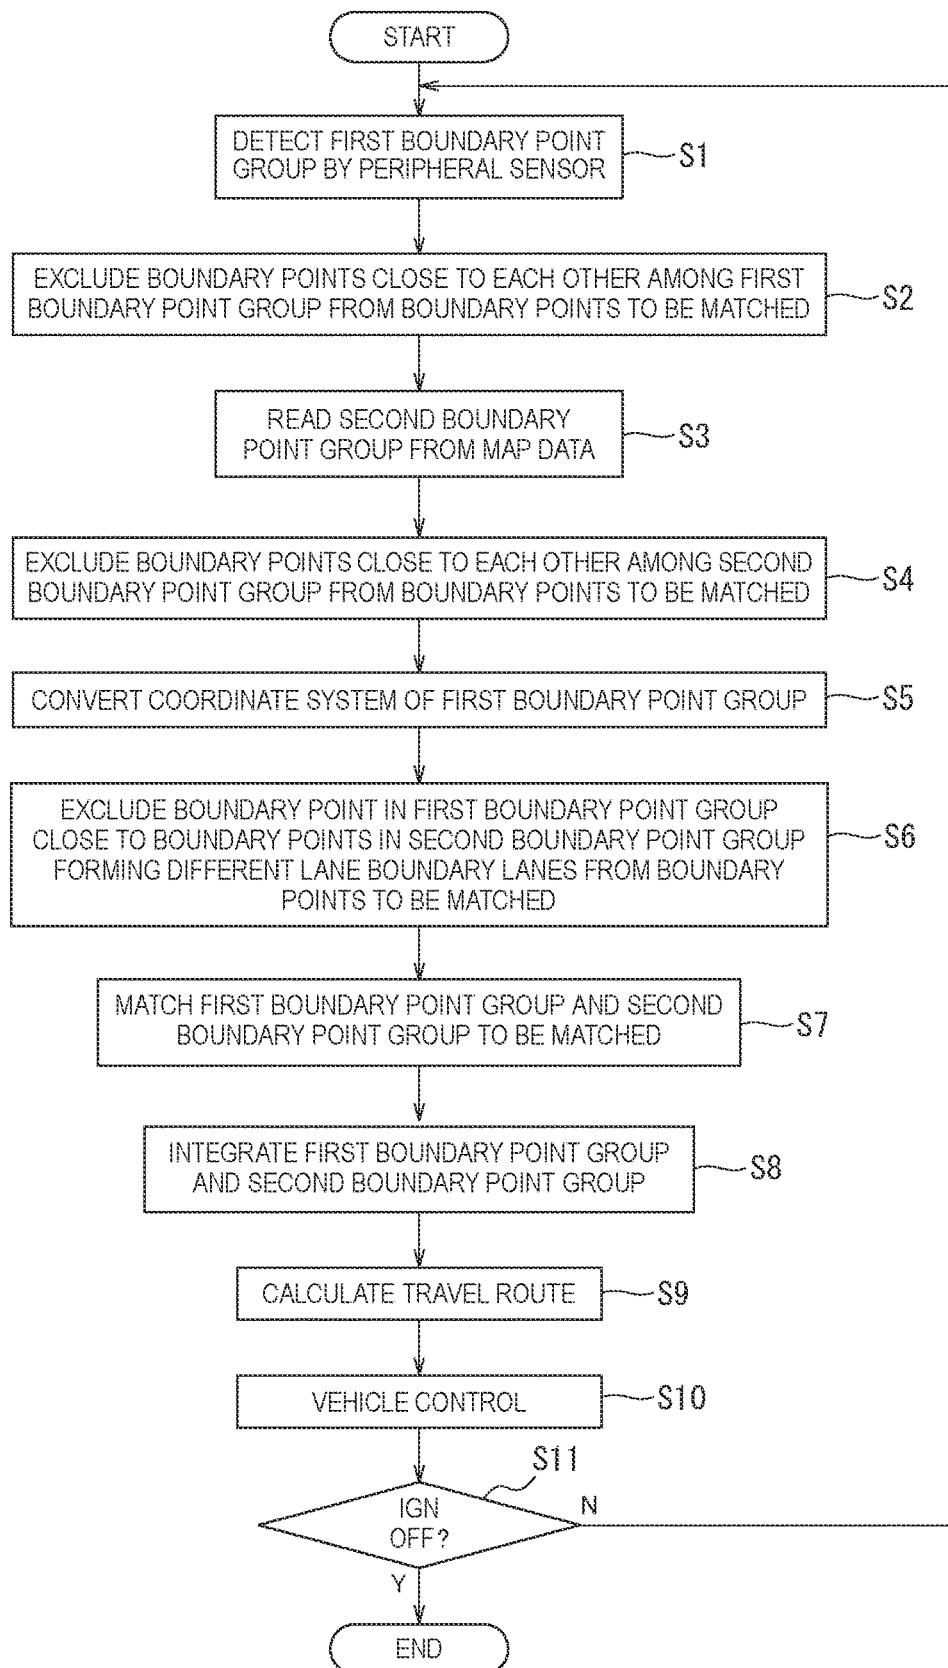 START
DETECT FIRST BOUNDARY POINT
GROUP BY PERIPHERAL SENSOR
S1
EXCLUDE BOUNDARY POINTS CLOSE TO EACH OTHER AMONG FIRST
BOUNDARY POINT GROUP FROM BOUNDARY POINTS TO BE MATCHED
S2
READ SECOND BOUNDARY
POINT GROUP FROM MAP DATA
S3
EXCLUDE BOUNDARY POINTS CLOSE TO EACH OTHER AMONG SECOND
BOUNDARY POINT GROUP FROM BOUNDARY POINTS TO BE MATCHED
S4
CONVERT COORDINATE SYSTEM OF FIRST BOUNDARY POINT GROUP
S5
EXCLUDE BOUNDARY POINT IN FIRST BOUNDARY POINT GROUP
CLOSE TO BOUNDARY POINTS IN SECOND BOUNDARY POINT GROUP
FORMING DIFFERENT LANE BOUNDARY LANES FROM BOUNDARY
POINTS TO BE MATCHED
S6
MATCH FIRST BOUNDARY POINT GROUP AND SECOND
BOUNDARY POINT GROUP TO BE MATCHED
S7
INTEGRATE FIRST BOUNDARY POINT GROUP
AND SECOND BOUNDARY POINT GROUP
S8
CALCULATE TRAVEL ROUTE
S9
VEHICLE CONTROL
S10
S11
IGN
OFF?
N
Y
END